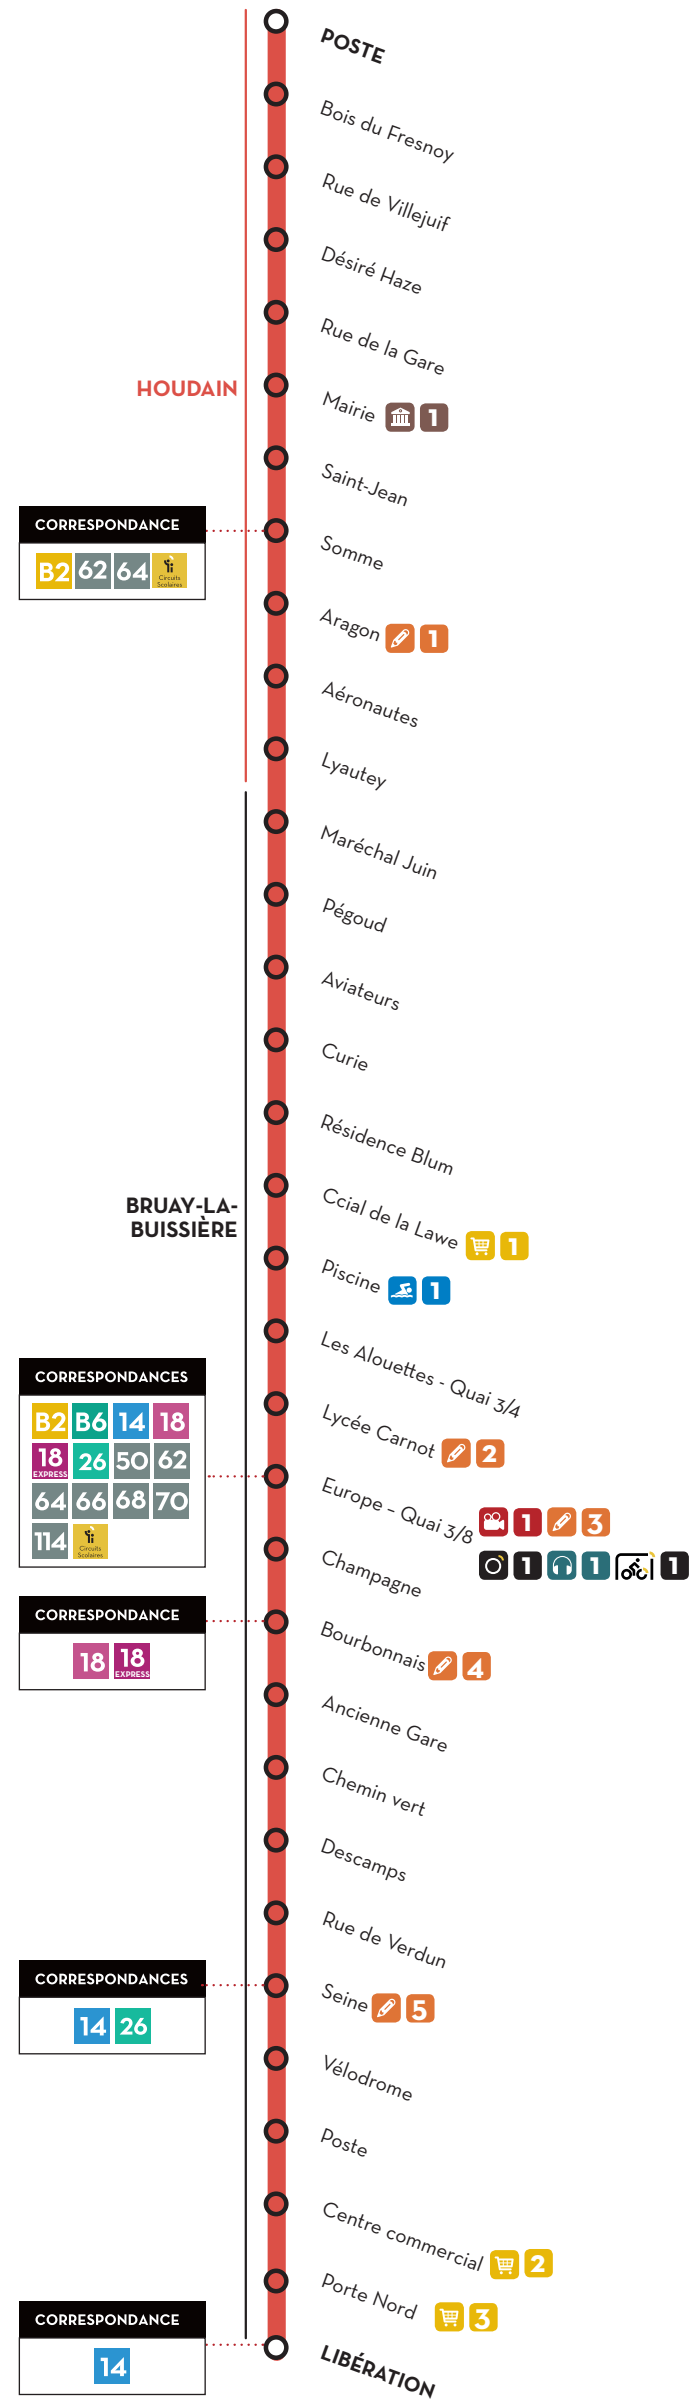 POSTE
Bois du Fresnoy
Rue de Villejuif
Désiré Haze
Rue de la Gare
HOUDAIN
Mairie 1
Saint-Jean
CORRESPONDANCE
B2 62 64 Circuits Scolaires
Somme
Aragon 1
Aéronautes
Lyautey
Maréchal Juin
Pégoud
Aviateurs
Curie
Résidence Blum
BRUAY-LA-
BUISSIÈRE
Ccial de la Lawe 1
Piscine 1
Les Alouettes - Quai 3/4
Lycée Carnot 2
CORRESPONDANCES
B2 B6 14 18
18 EXPRESS 26 50 62
64 66 68 70
114 Circuits Scolaires
Europe – Quai 3/8 1 3
1 1 1
Champagne
CORRESPONDANCE
18 18 EXPRESS
Bourbonnais 4
Ancienne Gare
Chemin vert
Descamps
Rue de Verdun
CORRESPONDANCES
14 26
Seine 5
Vélodrome
Poste
Centre commercial 2
Porte Nord 3
CORRESPONDANCE
14
LIBÉRATION